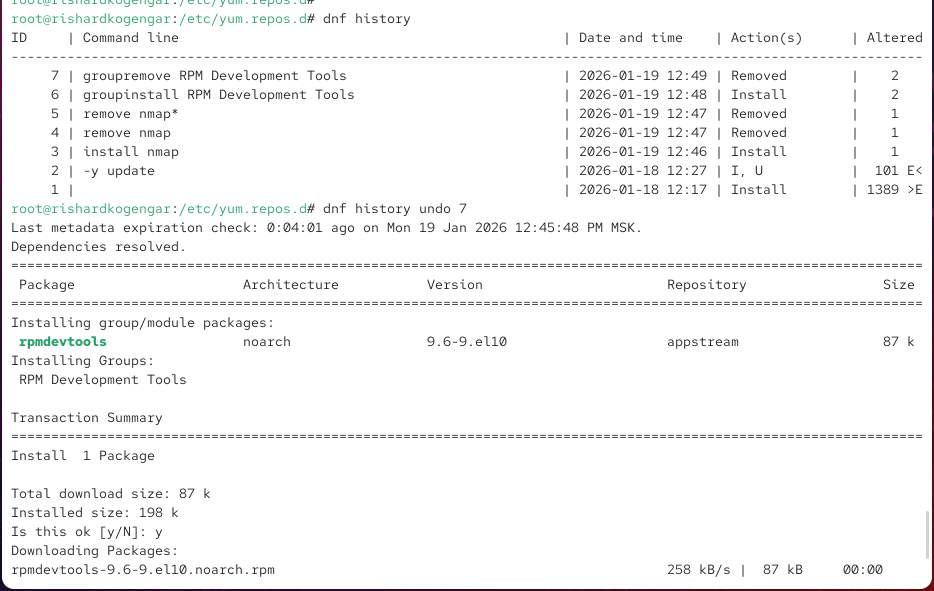 root@rishardkogengar:/etc/yum.repos.d#
root@rishardkogengar:/etc/yum.repos.d# dnf history
ID     | Command line                                                | Date and time    | Action(s)      | Altered
------------------------------------------------------------------------------------------------------------------
     7 | groupremove RPM Development Tools                           | 2026-01-19 12:49 | Removed        |    2
     6 | groupinstall RPM Development Tools                          | 2026-01-19 12:48 | Install        |    2
     5 | remove nmap*                                                | 2026-01-19 12:47 | Removed        |    1
     4 | remove nmap                                                 | 2026-01-19 12:47 | Removed        |    1
     3 | install nmap                                                | 2026-01-19 12:46 | Install        |    1
     2 | -y update                                                   | 2026-01-18 12:27 | I, U           |  101 E<
     1 |                                                             | 2026-01-18 12:17 | Install        | 1389 >E
root@rishardkogengar:/etc/yum.repos.d# dnf history undo 7
Last metadata expiration check: 0:04:01 ago on Mon 19 Jan 2026 12:45:48 PM MSK.
Dependencies resolved.
==================================================================================================================
 Package                     Architecture           Version                       Repository                 Size
==================================================================================================================
Installing group/module packages:
 rpmdevtools                 noarch                 9.6-9.el10                    appstream                  87 k
Installing Groups:
 RPM Development Tools

Transaction Summary
==================================================================================================================
Install  1 Package

Total download size: 87 k
Installed size: 198 k
Is this ok [y/N]: y
Downloading Packages:
rpmdevtools-9.6-9.el10.noarch.rpm                                                 258 kB/s |  87 kB     00:00